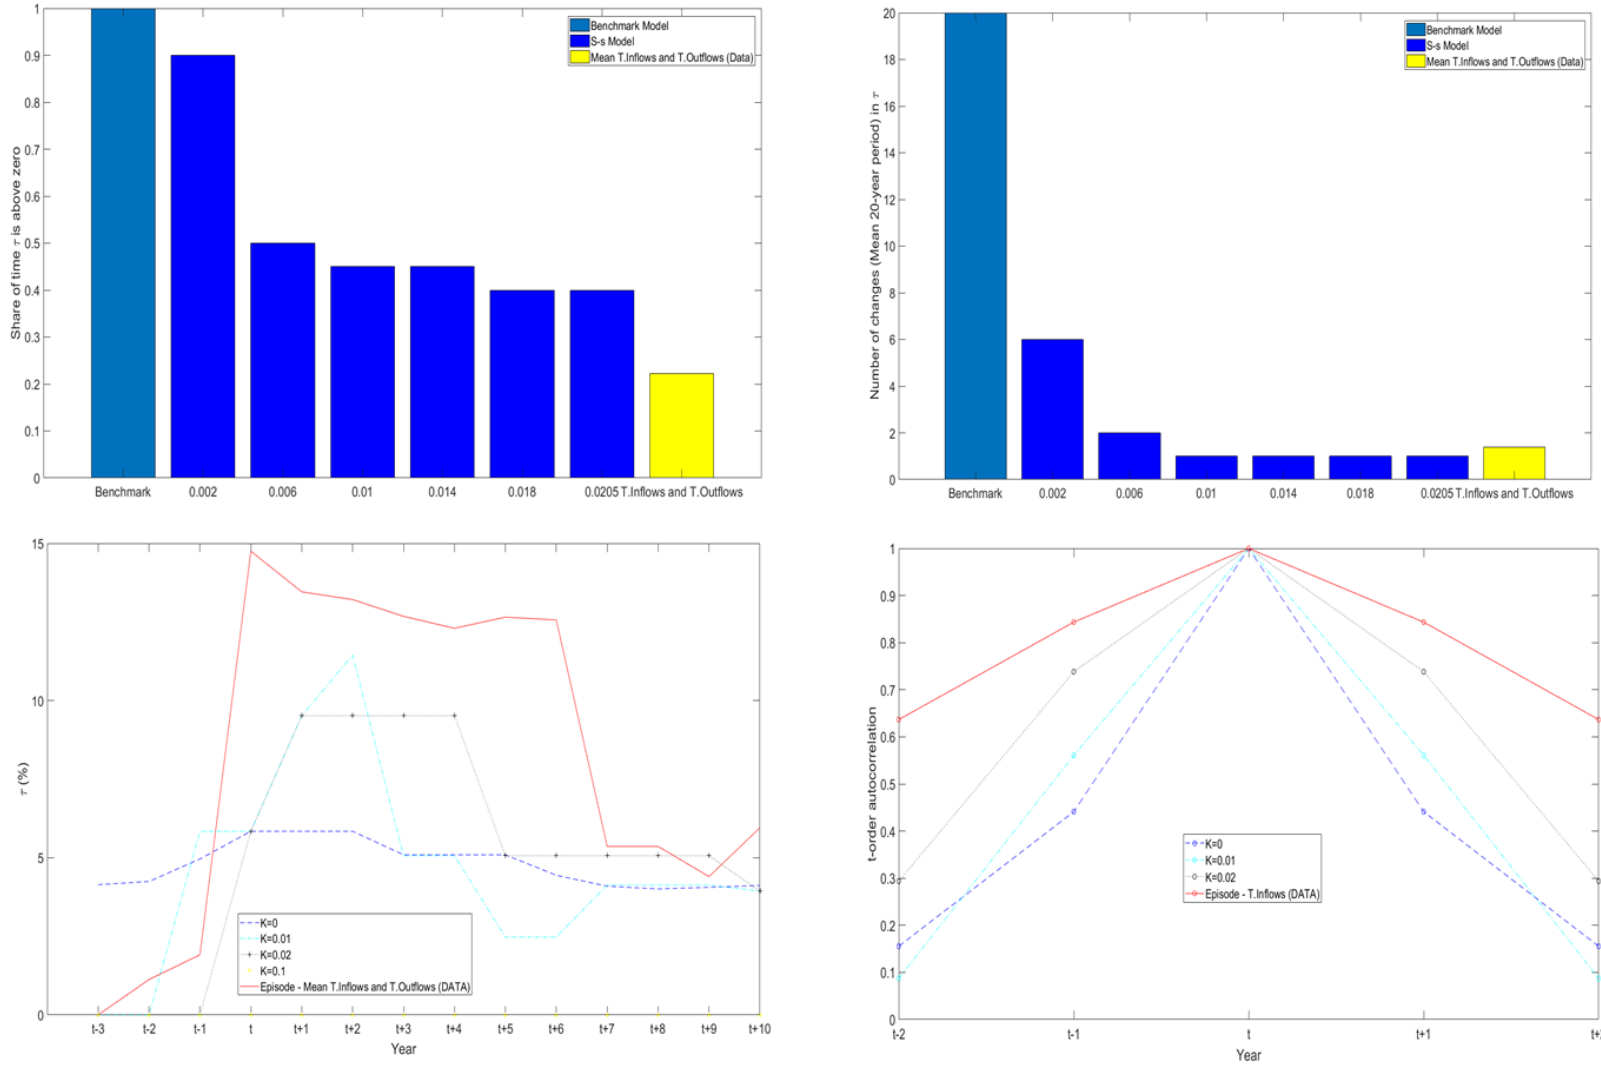 Share of time τ is above zero
1
0.9
0.8
0.7
0.6
0.5
0.4
0.3
0.2
0.1
0
Benchmark Model
S-s Model
Mean T.Inflows and T.Outflows (Data)
Benchmark 0.002 0.006 0.01 0.014 0.018 0.0205 T.Inflows and T.Outflows
Number of changes (Mean 20-year period) in τ
20
18
16
14
12
10
8
6
4
2
0
Benchmark Model
S-s Model
Mean T.Inflows and T.Outflows (Data)
Benchmark 0.002 0.006 0.01 0.014 0.018 0.0205 T.Inflows and T.Outflows
τ (%)
15
10
5
0
K=0
K=0.01
K=0.02
K=0.1
Episode - Mean T.Inflows and T.Outflows (DATA)
t-3 t-2 t-1 t t+1 t+2 t+3 t+4 t+5 t+6 t+7 t+8 t+9 t+10
Year
t-order autocorrelation
1
0.9
0.8
0.7
0.6
0.5
0.4
0.3
0.2
0.1
0
K=0
K=0.01
K=0.02
Episode - T.Inflows (DATA)
t-2 t-1 t t+1
Year